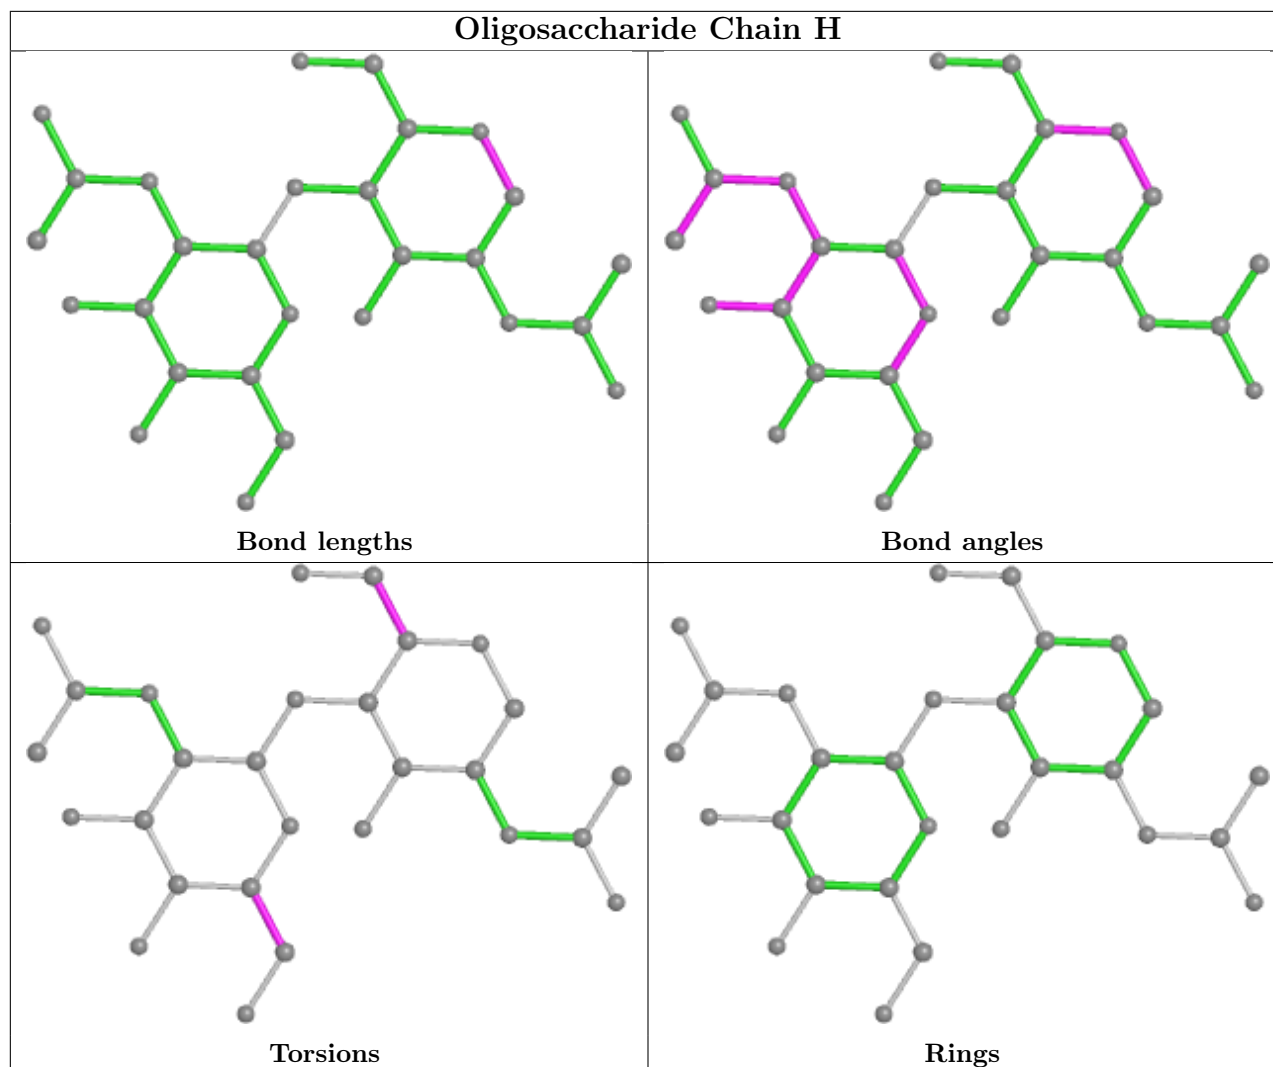 Oligosaccharide Chain H
Bond lengths
Bond angles
Torsions
Rings